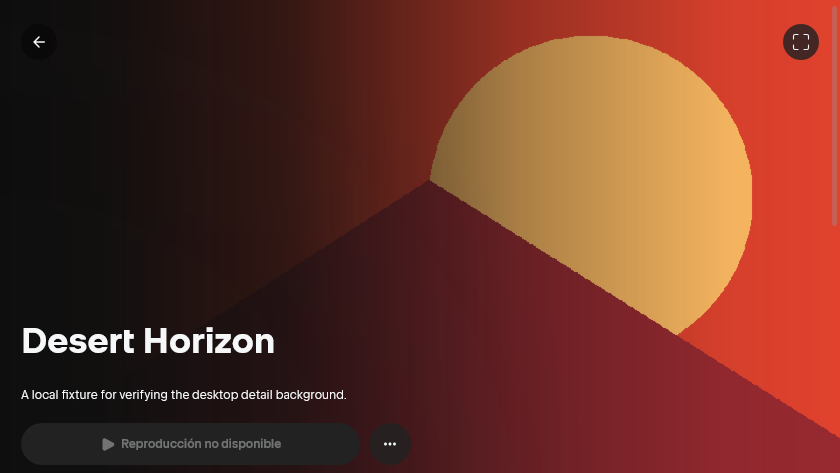 Desert Horizon
A local fixture for verifying the desktop detail background.
Reproducción no disponible